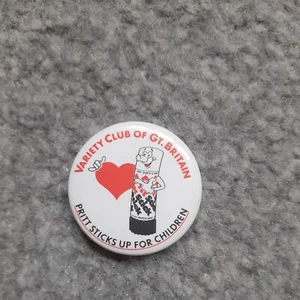 VARIETY CLUB OF GT. BRITAIN
PRITT STICKS UP FOR CHILDREN